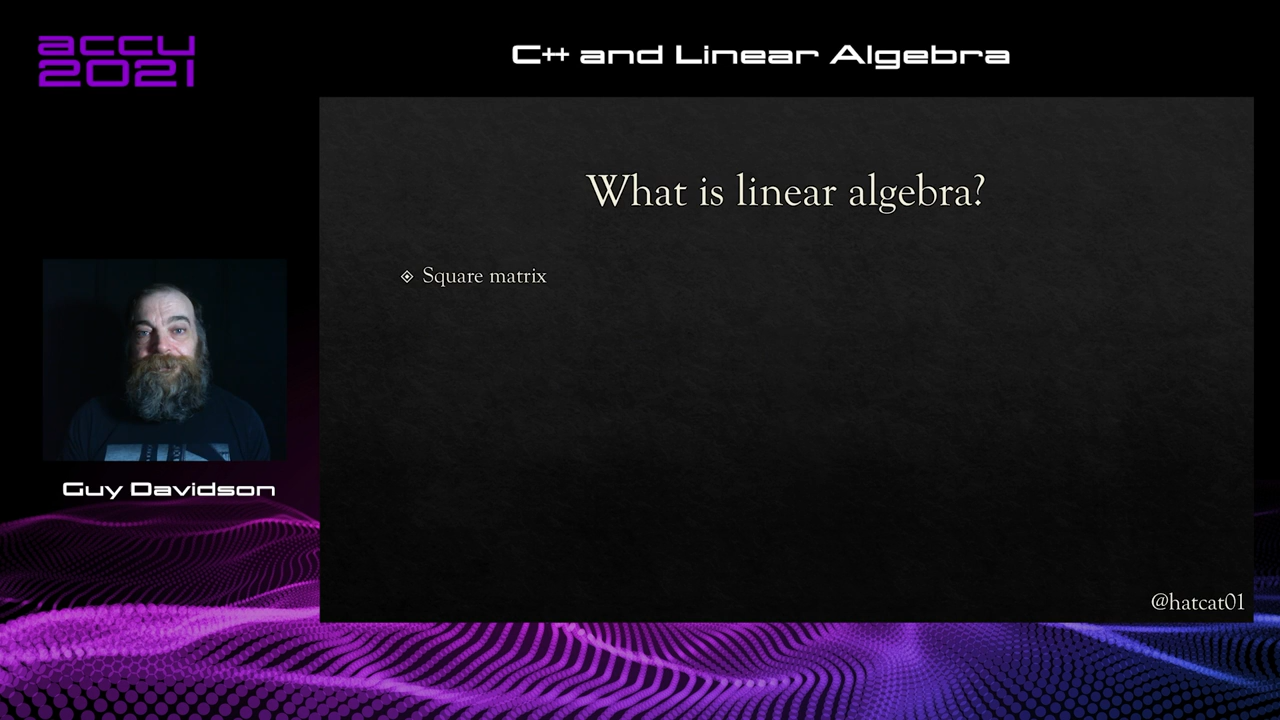 accu
2021
C++ and Linear Algebra
What is linear algebra?
Square matrix
Guy Davidson
@hatcat01